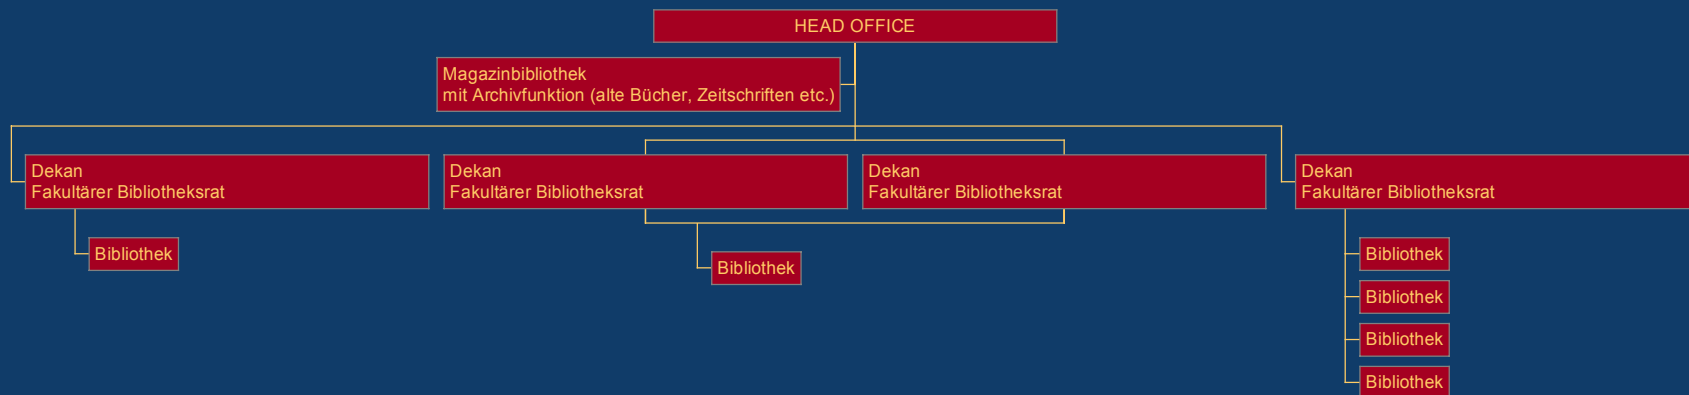 HEAD OFFICE
Magazinbibliothek
mit Archivfunktion (alte Bücher, Zeitschriften etc.)
Dekan
Fakultärer Bibliotheksrat
Dekan
Fakultärer Bibliotheksrat
Dekan
Fakultärer Bibliotheksrat
Dekan
Fakultärer Bibliotheksrat
Bibliothek
Bibliothek
Bibliothek
Bibliothek
Bibliothek
Bibliothek